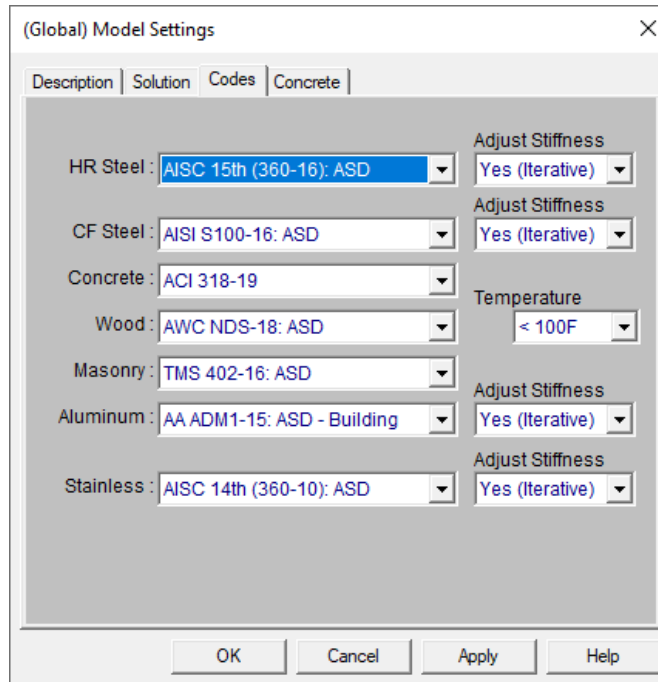 (Global) Model Settings
Description Solution Codes Concrete
Adjust Stiffness
HR Steel : AISC 15th (360-16): ASD Yes (Iterative)
Adjust Stiffness
CF Steel : AISI S100-16: ASD Yes (Iterative)
Concrete : ACI 318-19
Temperature
Wood : AWC NDS-18: ASD < 100F
Masonry : TMS 402-16: ASD
Adjust Stiffness
Aluminum : AA ADM1-15: ASD - Building Yes (Iterative)
Adjust Stiffness
Stainless : AISC 14th (360-10): ASD Yes (Iterative)
OK Cancel Apply Help